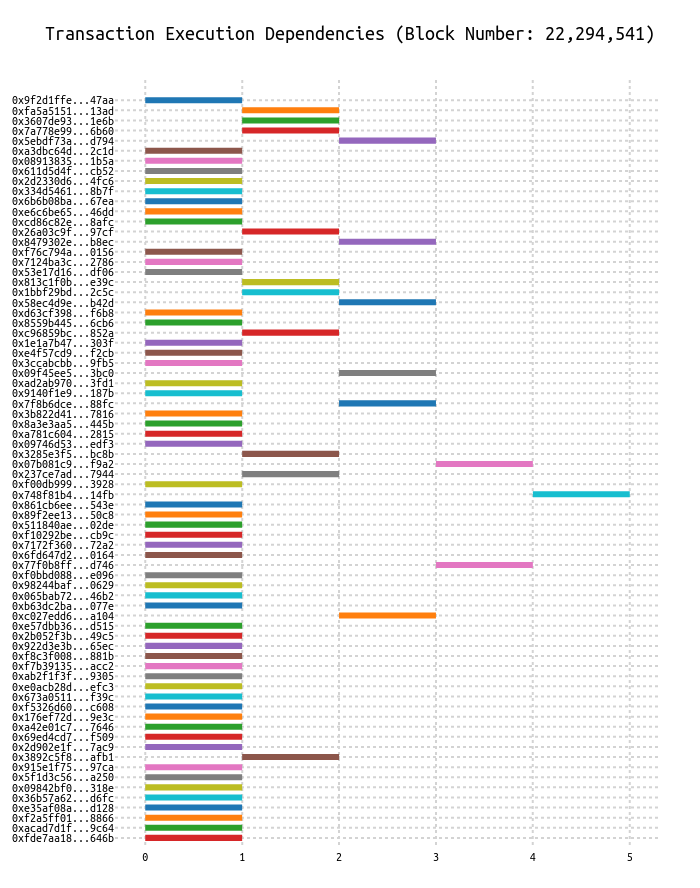 Transaction Execution Dependencies (Block Number: 22,294,541)
0x9f2d1ffe...47aa
0xfa5a5151...13ad
0x3607de93...1e6b
0x7a778e99...6b60
0x5ebdf73a...d794
0xa3dbc64d...2c1d
0x08913835...1b5a
0x611d5d4f...cb52
0x2d2330d6...4fc6
0x334d5461...8b7f
0x6b6b08ba...67ea
0xe6c6be65...46dd
0xcd86c82e...8afc
0x26a03c9f...97cf
0x8479302e...b8ec
0xf76c794a...0156
0x7124ba3c...2786
0x53e17d16...df06
0x813c1f0b...e39c
0x1bbf29bd...2c5c
0x58ec4d9e...b42d
0xd63cf398...f6b8
0x8559b445...6cb6
0xc96859bc...852a
0x1e1a7b47...303f
0xe4f57cd9...f2cb
0x3ccabcbb...9fb5
0x09f45ee5...3bc0
0xad2ab970...3fd1
0x9140f1e9...187b
0x7f8b6dce...88fc
0x3b822d41...7816
0x8a3e3aa5...445b
0xa781c604...2815
0x09746d53...edf3
0x3285e3f5...bc8b
0x07b081c9...f9a2
0x237ce7ad...7944
0xf00db999...3928
0x748f81b4...14fb
0x861cb6ee...543e
0x89f2ee13...50c8
0x511840ae...02de
0xf10292be...cb9c
0x7172f360...72a2
0x6fd647d2...0164
0x77f0b8ff...d746
0xf0bbd088...e096
0x98244baf...0629
0x065bab72...46b2
0xb63dc2ba...077e
0xc027edd6...a104
0xe57dbb36...d515
0x2b052f3b...49c5
0x922d3e3b...65ec
0xf8c3f008...881b
0xf7b39135...acc2
0xab2f1f3f...9305
0xe0acb28d...efc3
0x673a0511...f39c
0xf5326d60...c608
0x176ef72d...9e3c
0xa42e01c7...7646
0x69ed4cd7...f509
0x2d902e1f...7ac9
0x3892c5f8...afb1
0x915e1f75...97ca
0x5f1d3c56...a250
0x09842bf0...318e
0x36b57a62...d6fc
0xe35af08a...d128
0xf2a5ff01...8866
0xacad7d1f...9c64
0xfde7aa18...646b
0 1 2 3 4 5